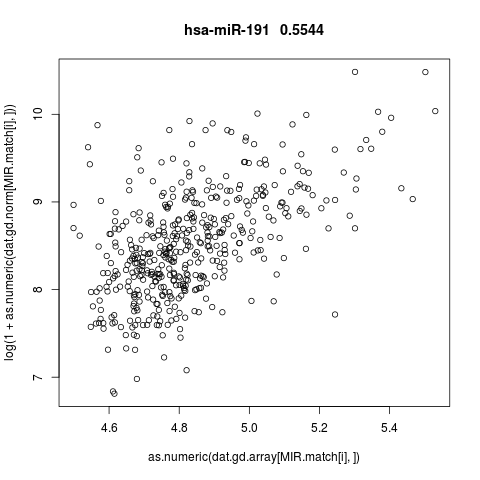 hsa-miR-191 0.5544
log(1 + as.numeric(dat.gd.norm[MIR.match[i], ]))
10
9
8
7
4.6 4.8 5.0 5.2 5.4
as.numeric(dat.gd.array[MIR.match[i], ])